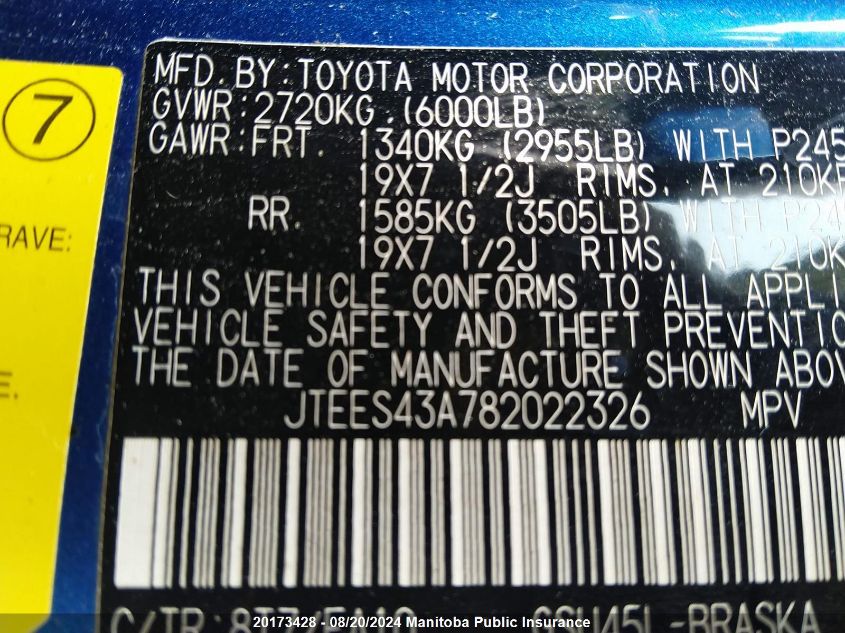 7
MFD. BY: TOYOTA MOTOR CORPORATION
GVWR: 2720KG (6000LB)
GAWR: FRT. 1340KG (2955LB) WITH P245
19X7 1/2J RIMS, AT 210KP
RR. 1585KG (3505LB) WITH P24
19X7 1/2J RIMS, AT 210K
RAVE:
THIS VEHICLE CONFORMS TO ALL APPLI
VEHICLE SAFETY AND THEFT PREVENTIO
E.
THE DATE OF MANUFACTURE SHOWN ABOV
JTEES43A782022326 MPV
C/TR: GSU45L-BRASKA
20173428 - 08/20/2024 - Manitoba Public Insurance